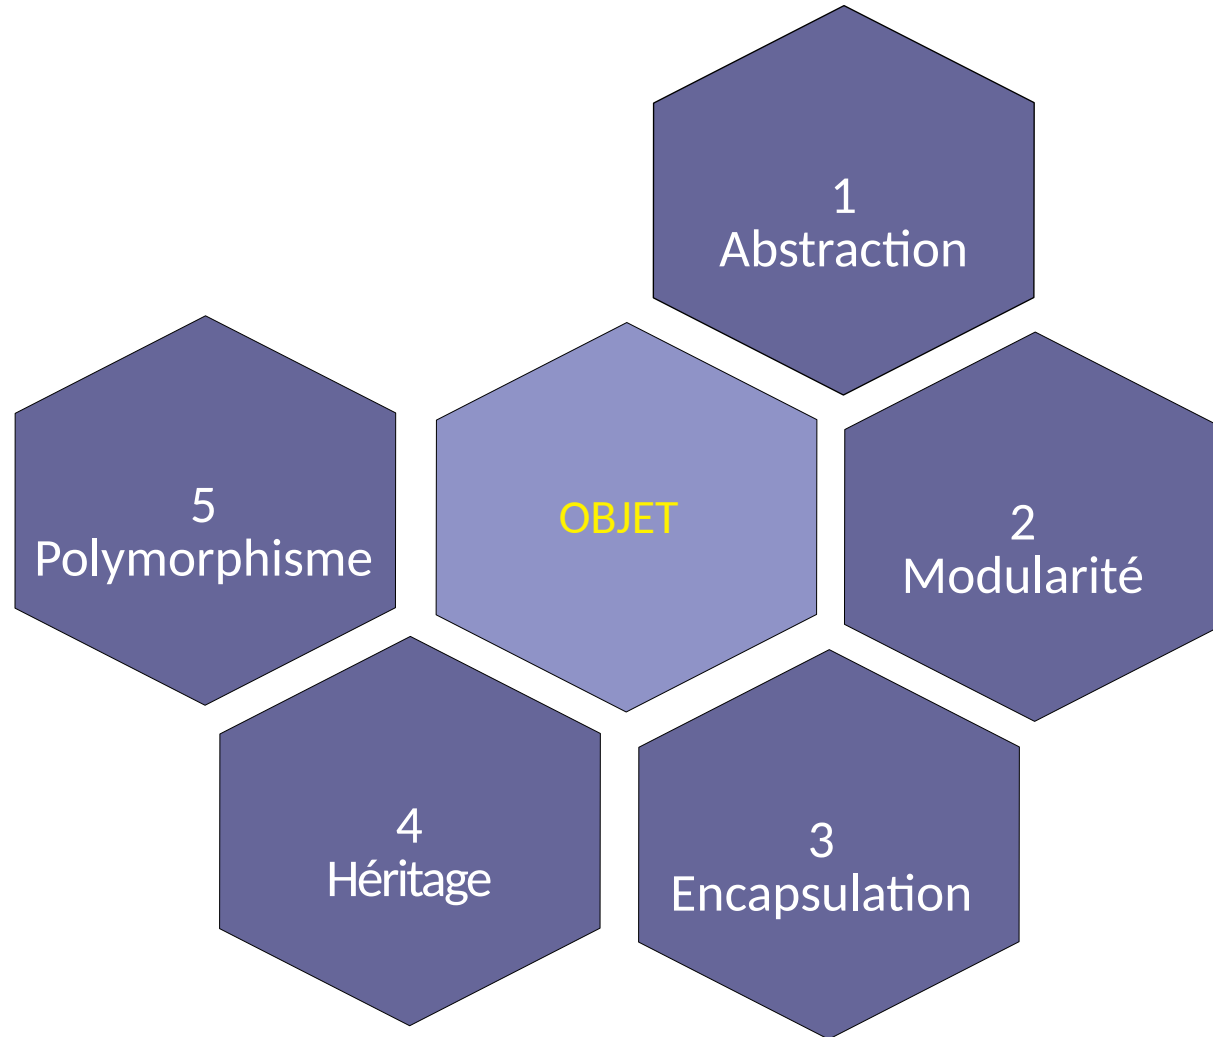 1
Abstraction
OBJET
2
Modularité
3
Encapsulation
4
Héritage
5
Polymorphisme